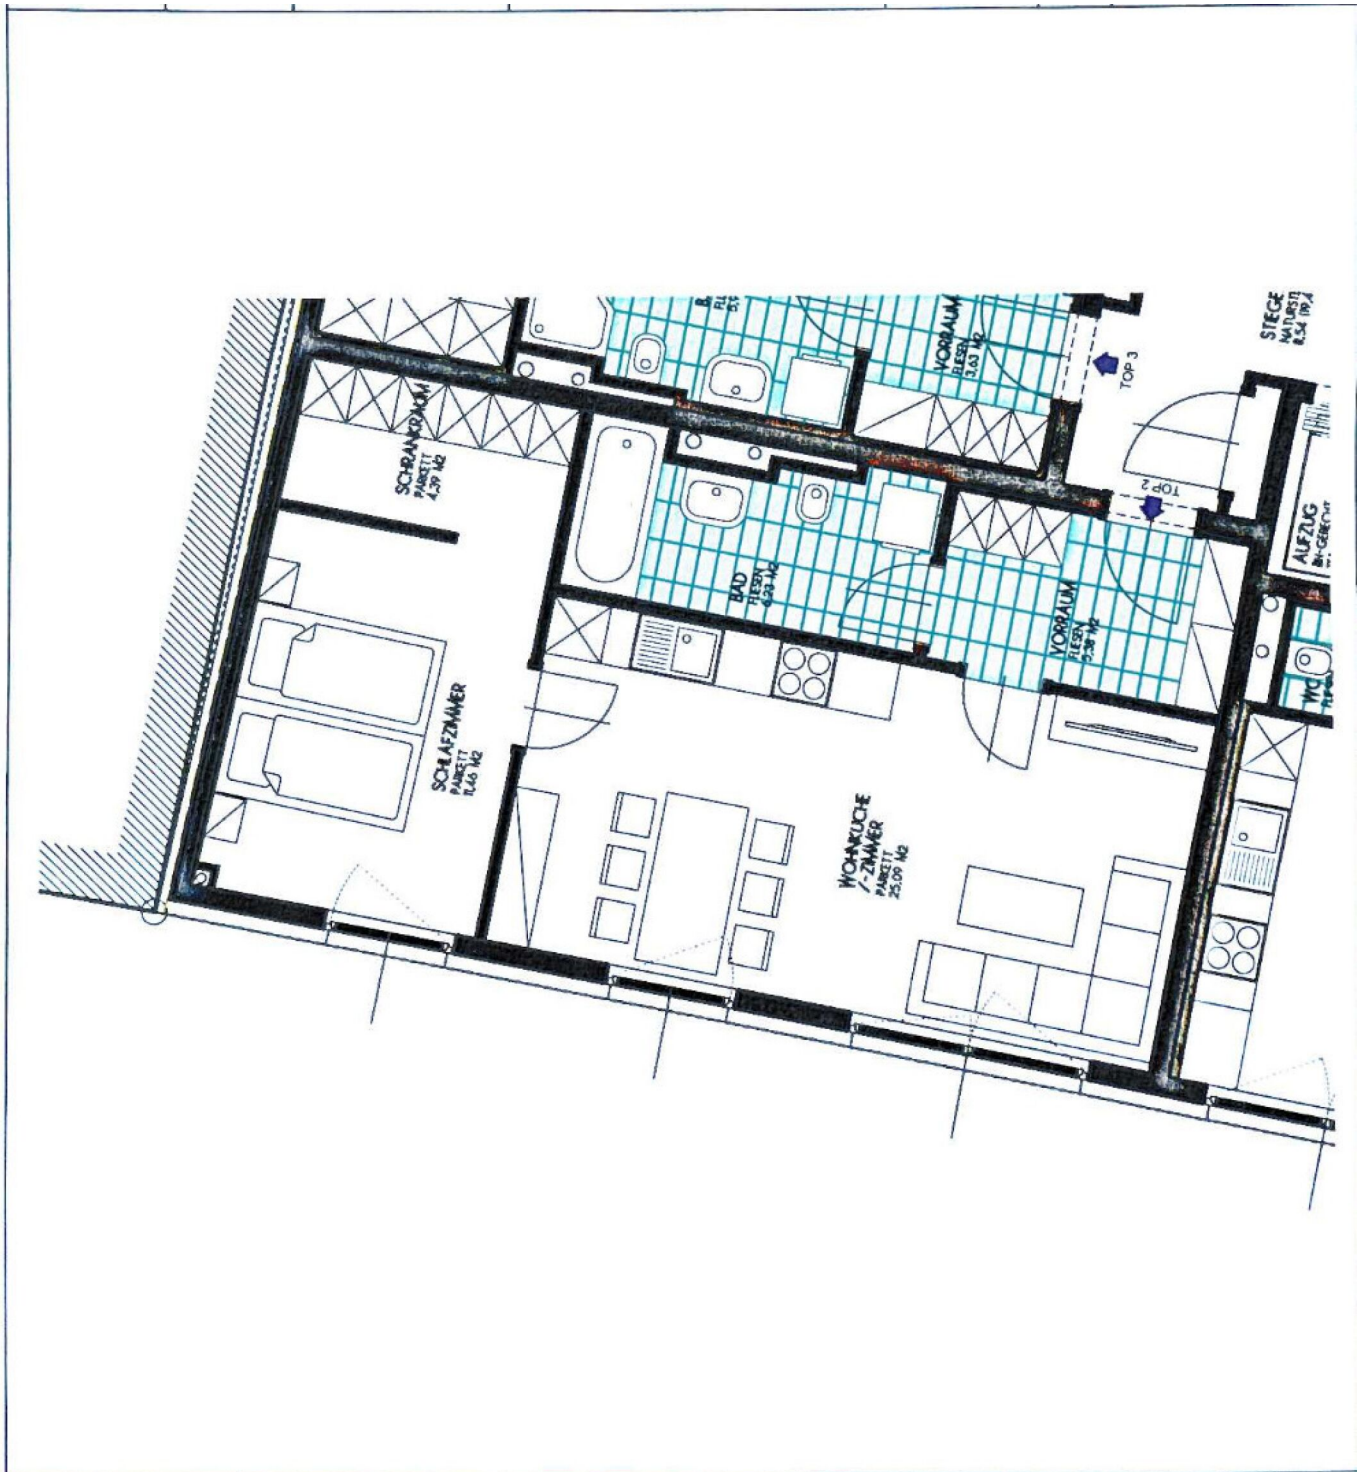 VORRAUM
FLIESEN
3,63 M2
TOP 3
STIEGE
SCHRANKRAUM
PARKETT
4,39 M2
TOP 2
AUFZUG
BAD
FLIESEN
6,23 M2
VORRAUM
FLIESEN
5,38 M2
SCHLAFZIMMER
PARKETT
11,46 M2
WOHNKÜCHE
/-ZIMMER
PARKETT
25,09 M2